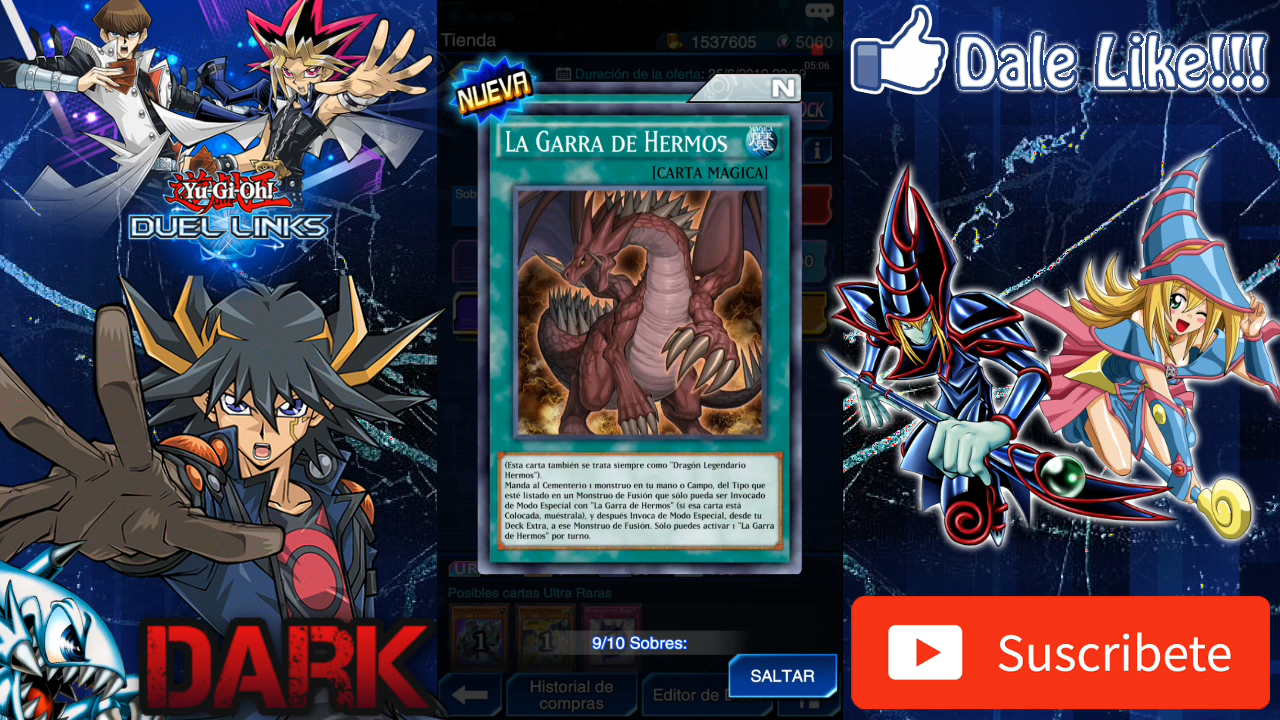 Yu-Gi-Oh!
DUEL LINKS
DARK
Tienda
1537605
5060
Duración de la oferta:
05:06
NUEVA
N
La Garra de Hermos
[CARTA MÁGICA]
(Esta carta también se trata siempre como "Dragón Legendario
Hermos").
Manda al Cementerio 1 monstruo en tu mano o Campo, del Tipo que
esté listado en un Monstruo de Fusión que sólo pueda ser Invocado
de Modo Especial con "La Garra de Hermos" (si esa carta está
Colocada, muéstrala), y después Invoca de Modo Especial, desde tu
Deck Extra, a ese Monstruo de Fusión. Sólo puedes activar 1 "La Garra
de Hermos" por turno.
UR
Posibles cartas Ultra Raras
1
1
9/10 Sobres:
SALTAR
Historial de
compras
Editor de
Dale Like!!!
Suscribete